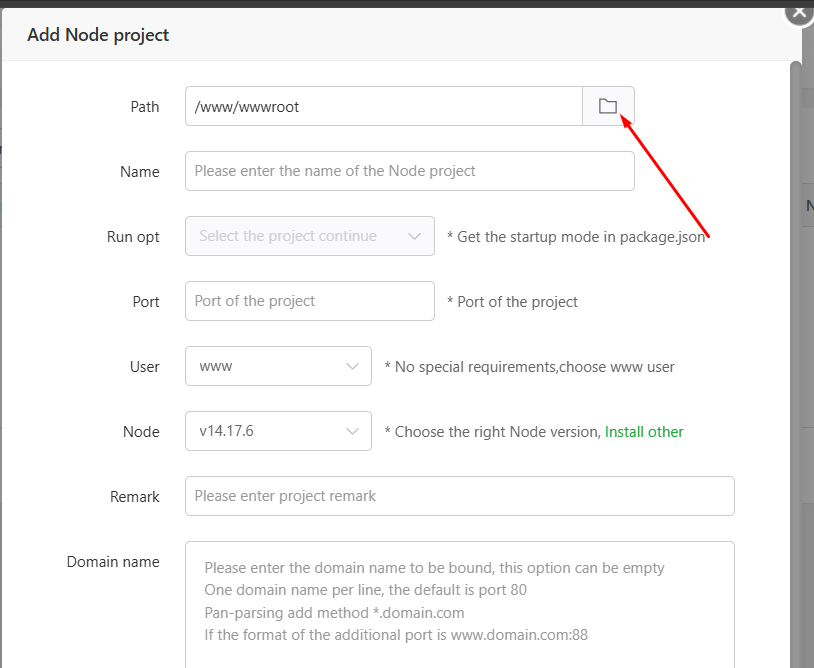 Add Node project
Path
/www/wwwroot
Name
Please enter the name of the Node project
Run opt
Select the project continue
* Get the startup mode in package.json
Port
Port of the project
* Port of the project
User
www
* No special requirements,choose www user
Node
v14.17.6
* Choose the right Node version, Install other
Remark
Please enter project remark
Domain name
Please enter the domain name to be bound, this option can be empty
One domain name per line, the default is port 80
Pan-parsing add method *.domain.com
If the format of the additional port is www.domain.com:88